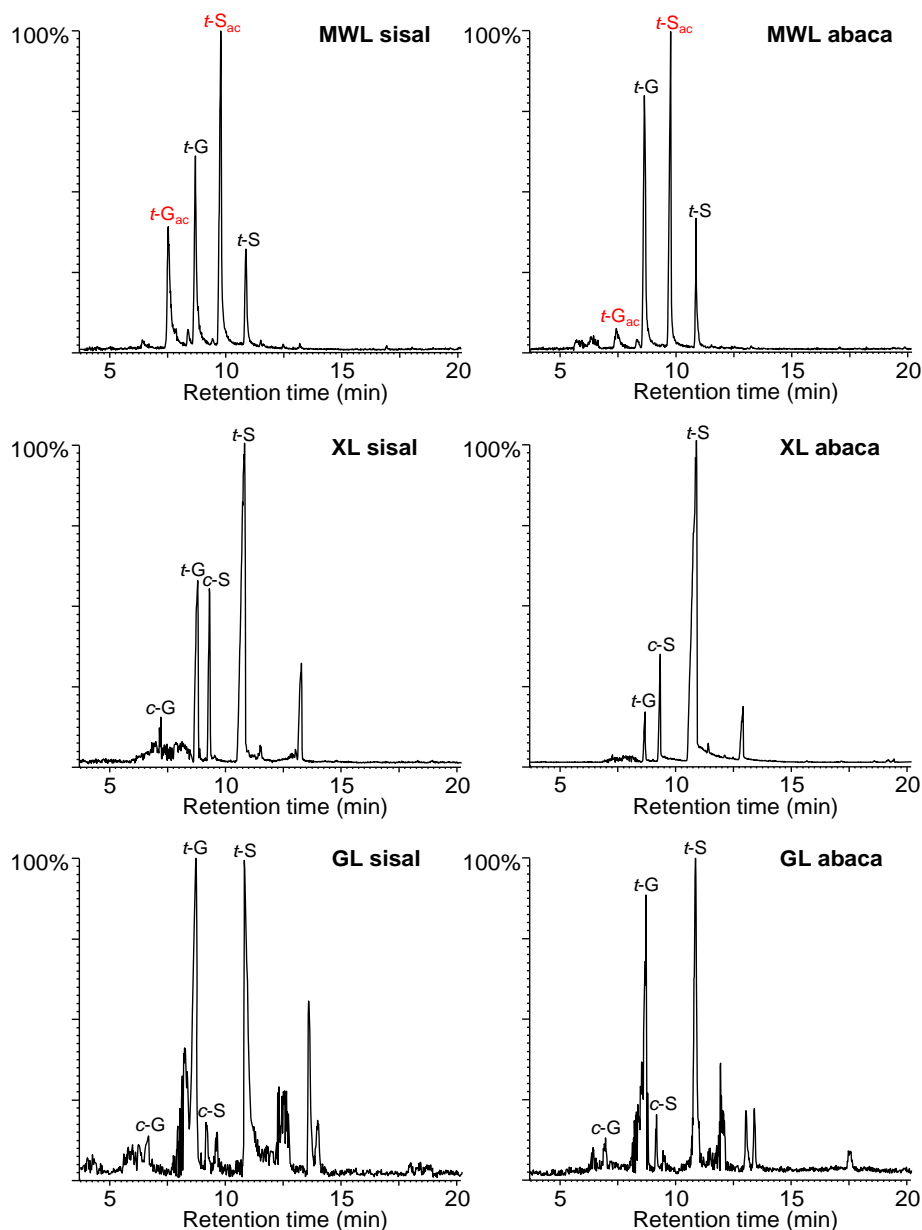 MWL sisal
100%
t-Sac
t-G
t-Gac
t-S
5 10 15 20
Retention time (min)
MWL abaca
100%
t-Sac
t-G
t-S
t-Gac
5 10 15 20
Retention time (min)
XL sisal
100%
t-S
t-G
c-S
c-G
5 10 15 20
Retention time (min)
XL abaca
100%
t-S
c-S
t-G
5 10 15 20
Retention time (min)
GL sisal
100%
t-G
t-S
c-S
c-G
5 10 15 20
Retention time (min)
GL abaca
100%
t-S
t-G
c-S
c-G
5 10 15 20
Retention time (min)